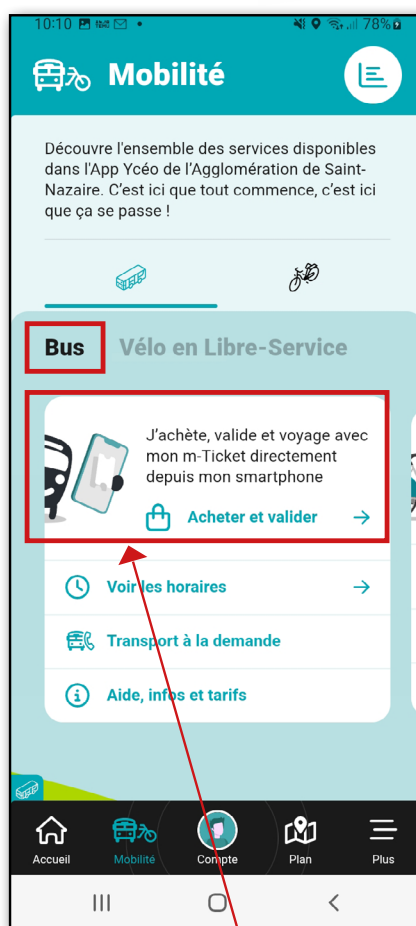 10:10
78%
Mobilité
Découvre l'ensemble des services disponibles
dans l'App Ycéo de l'Agglomération de Saint-
Nazaire. C'est ici que tout commence, c'est ici
que ça se passe !
Bus
Vélo en Libre-Service
J'achète, valide et voyage avec
mon m-Ticket directement
depuis mon smartphone
Acheter et valider
Voir les horaires
Transport à la demande
Aide, infos et tarifs
Accueil
Mobilité
Compte
Plan
Plus